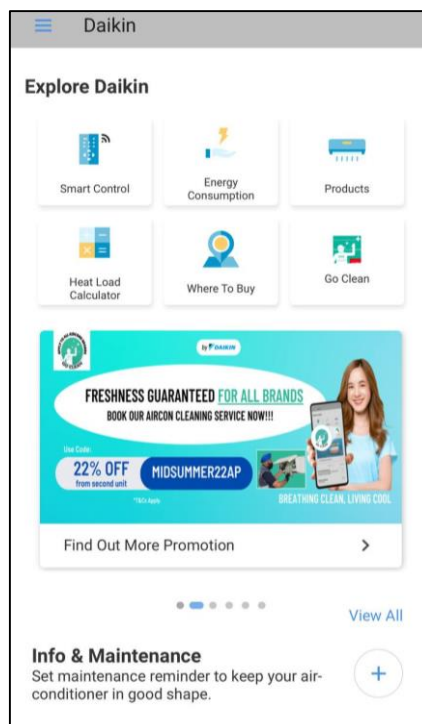 Daikin
Explore Daikin
Smart Control
Energy
Consumption
Products
Heat Load
Calculator
Where To Buy
Go Clean
GO CLEAN
by DAIKIN
FRESHNESS GUARANTEED FOR ALL BRANDS
BOOK OUR AIRCON CLEANING SERVICE NOW!!!
Use Code:
22% OFF
from second unit
MIDSUMMER22AP
*T&Cs Apply
BREATHING CLEAN, LIVING COOL
Find Out More Promotion
View All
Info & Maintenance
Set maintenance reminder to keep your air-
conditioner in good shape.